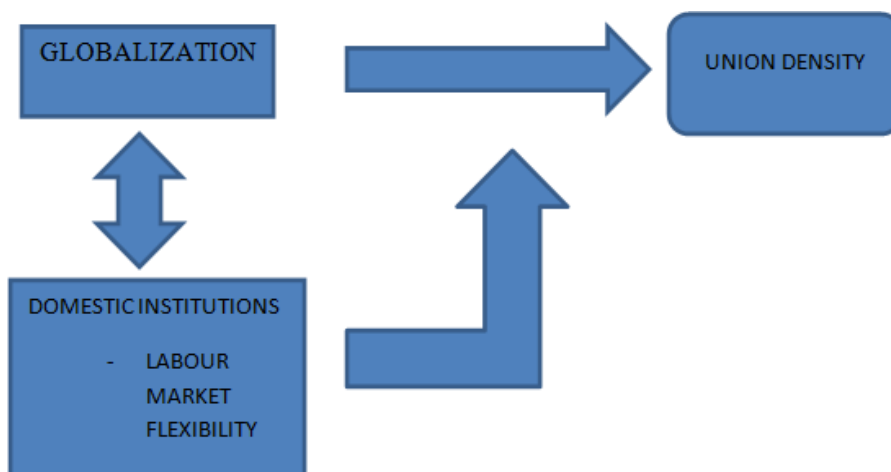 GLOBALIZATION
UNION DENSITY
DOMESTIC INSTITUTIONS
- LABOUR
MARKET
FLEXIBILITY